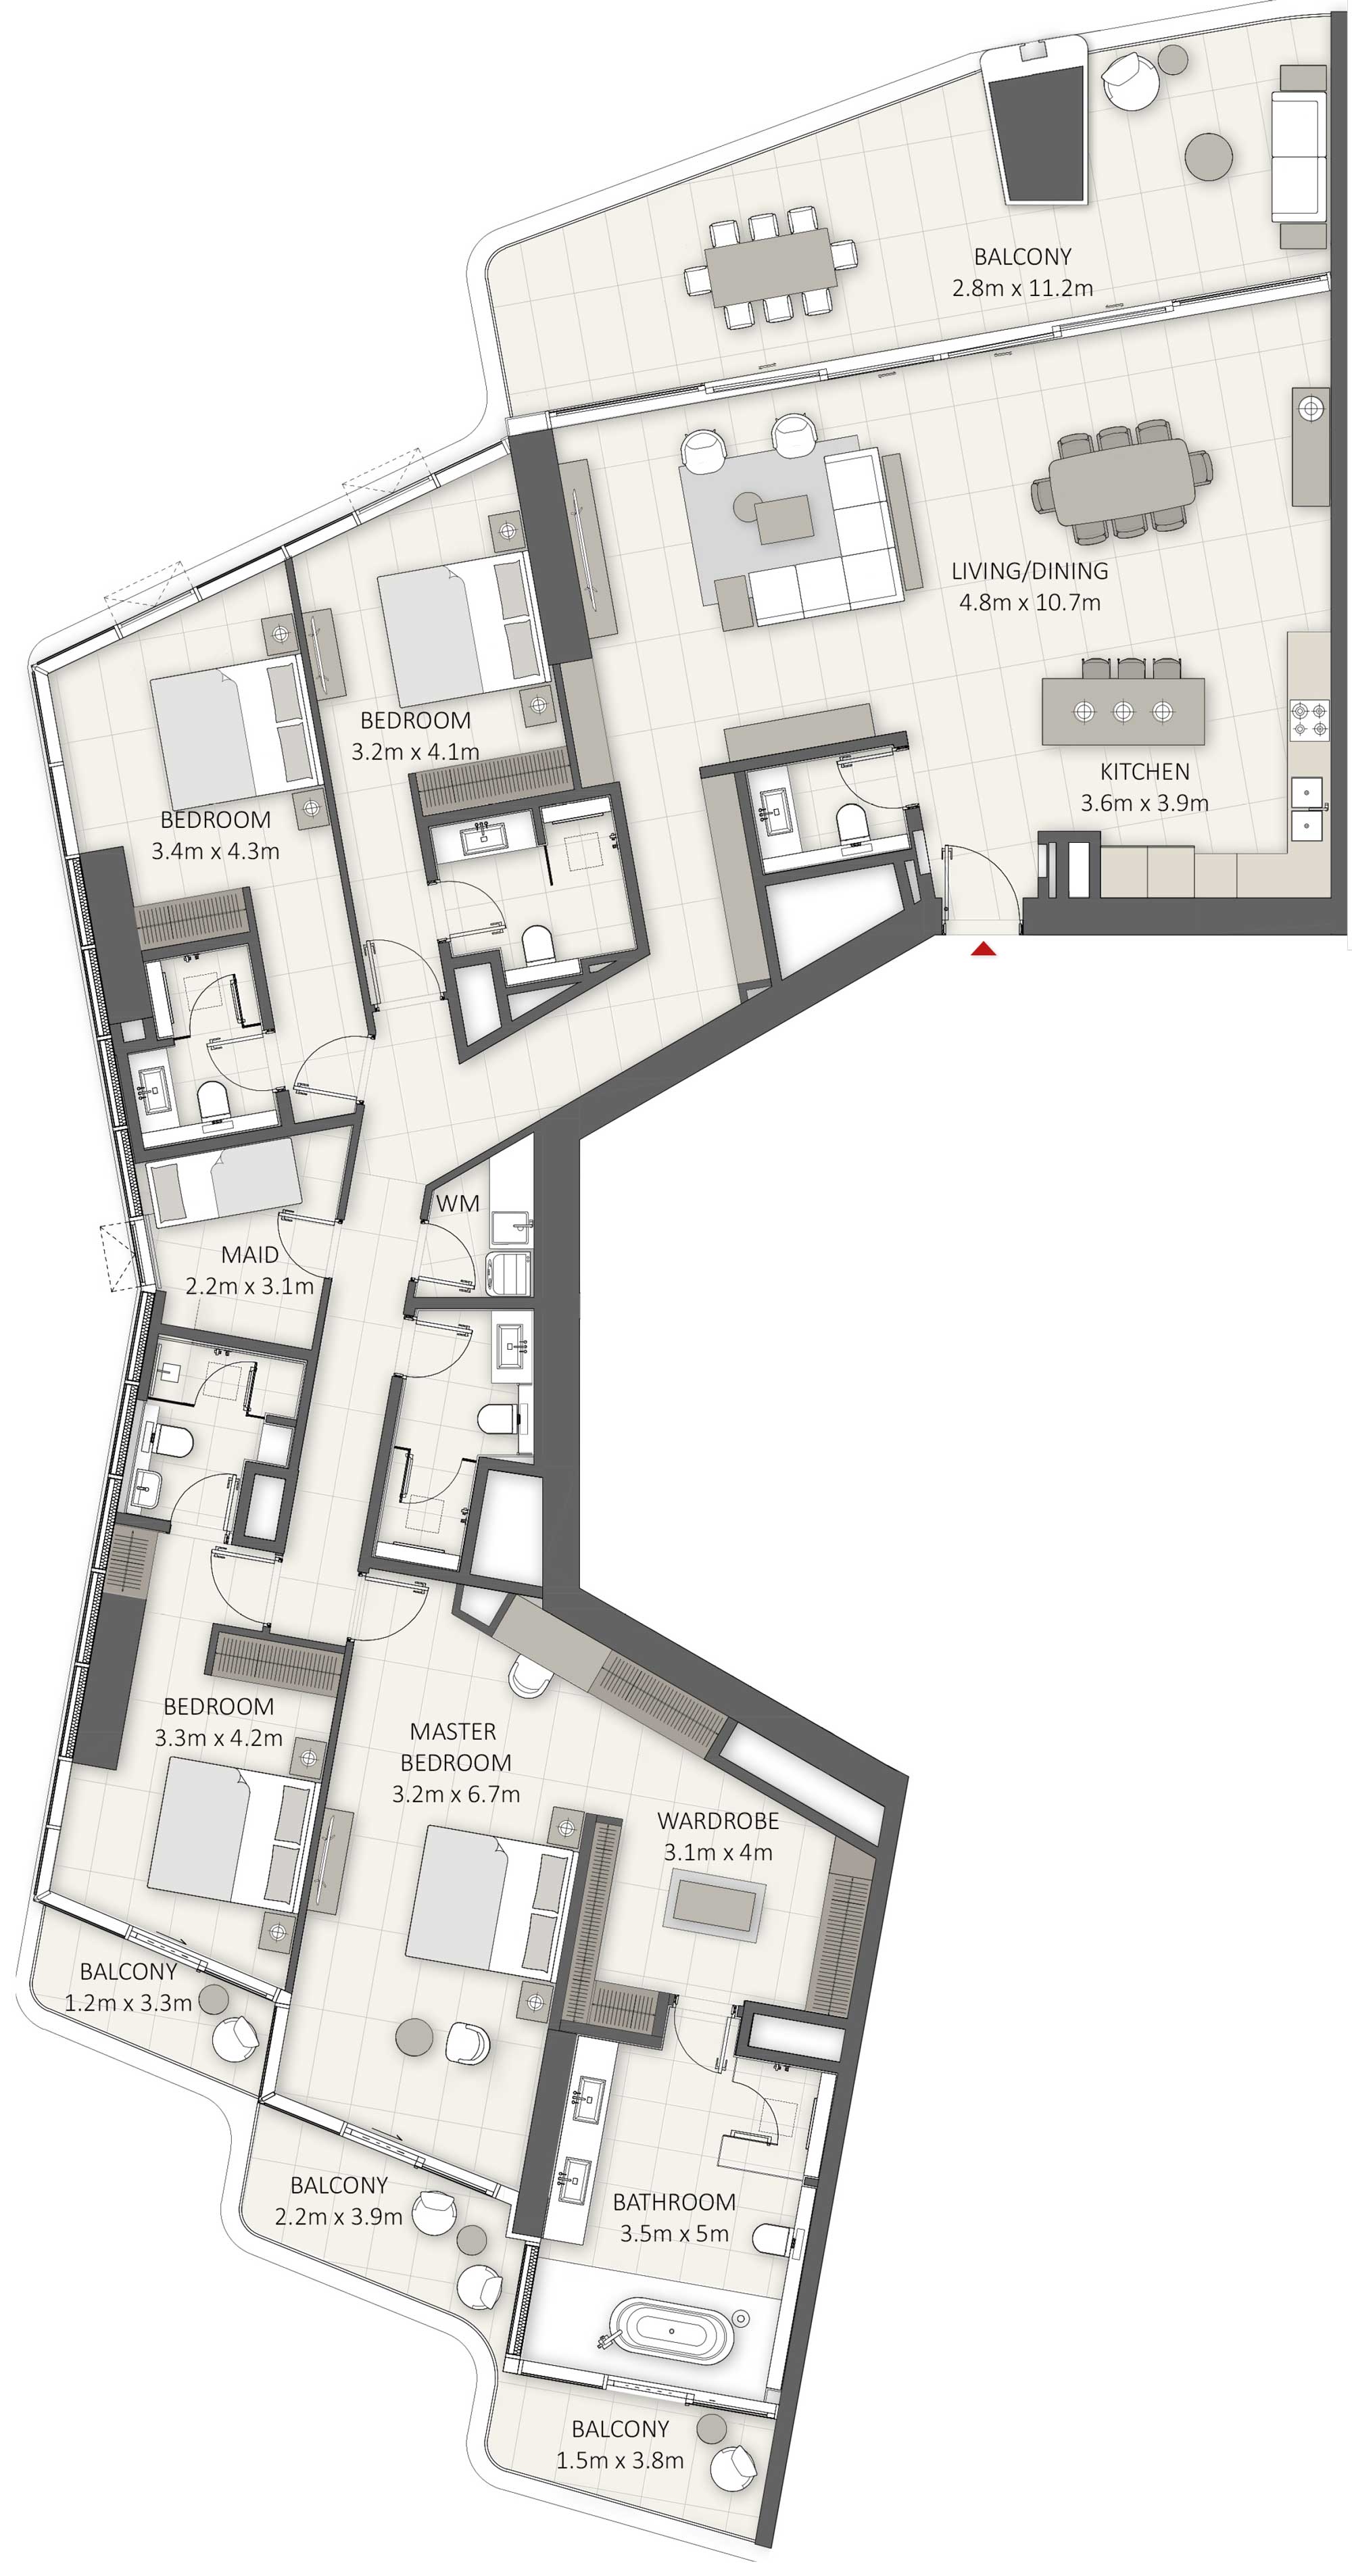 BALCONY
2.8m x 11.2m
LIVING/DINING
4.8m x 10.7m
KITCHEN
3.6m x 3.9m
BEDROOM
3.2m x 4.1m
BEDROOM
3.4m x 4.3m
WM
MAID
2.2m x 3.1m
MASTER
BEDROOM
3.2m x 6.7m
BEDROOM
3.3m x 4.2m
WARDROBE
3.1m x 4m
BATHROOM
3.5m x 5m
BALCONY
1.5m x 3.8m
BALCONY
2.2m x 3.9m
BALCONY
1.2m x 3.3m